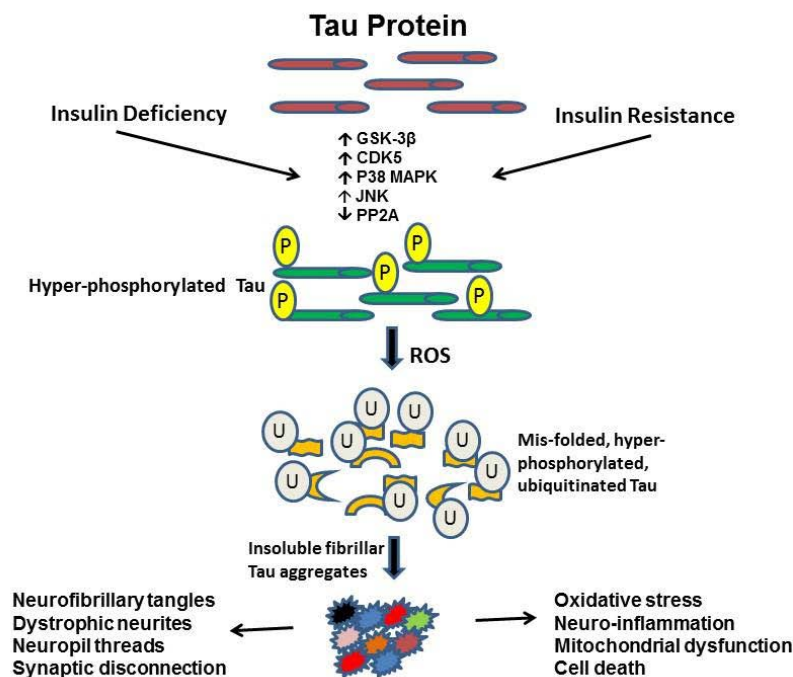 Tau Protein
Insulin Deficiency
Insulin Resistance
↑ GSK-3β
↑ CDK5
↑ P38 MAPK
↑ JNK
↓ PP2A
P
P
P
P
P
Hyper-phosphorylated Tau
ROS
U
U
U
U
U
U
U
U
U
Mis-folded, hyper-
phosphorylated,
ubiquitinated Tau
Insoluble fibrillar
Tau aggregates
Neurofibrillary tangles
Dystrophic neurites
Neuropil threads
Synaptic disconnection
Oxidative stress
Neuro-inflammation
Mitochondrial dysfunction
Cell death